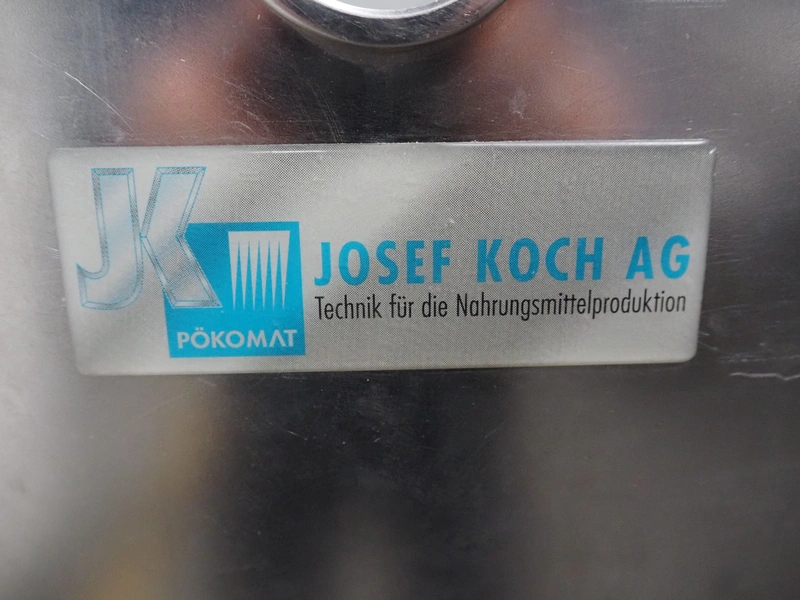 JK
PÖKOMAT
JOSEF KOCH AG
Technik für die Nahrungsmittelproduktion